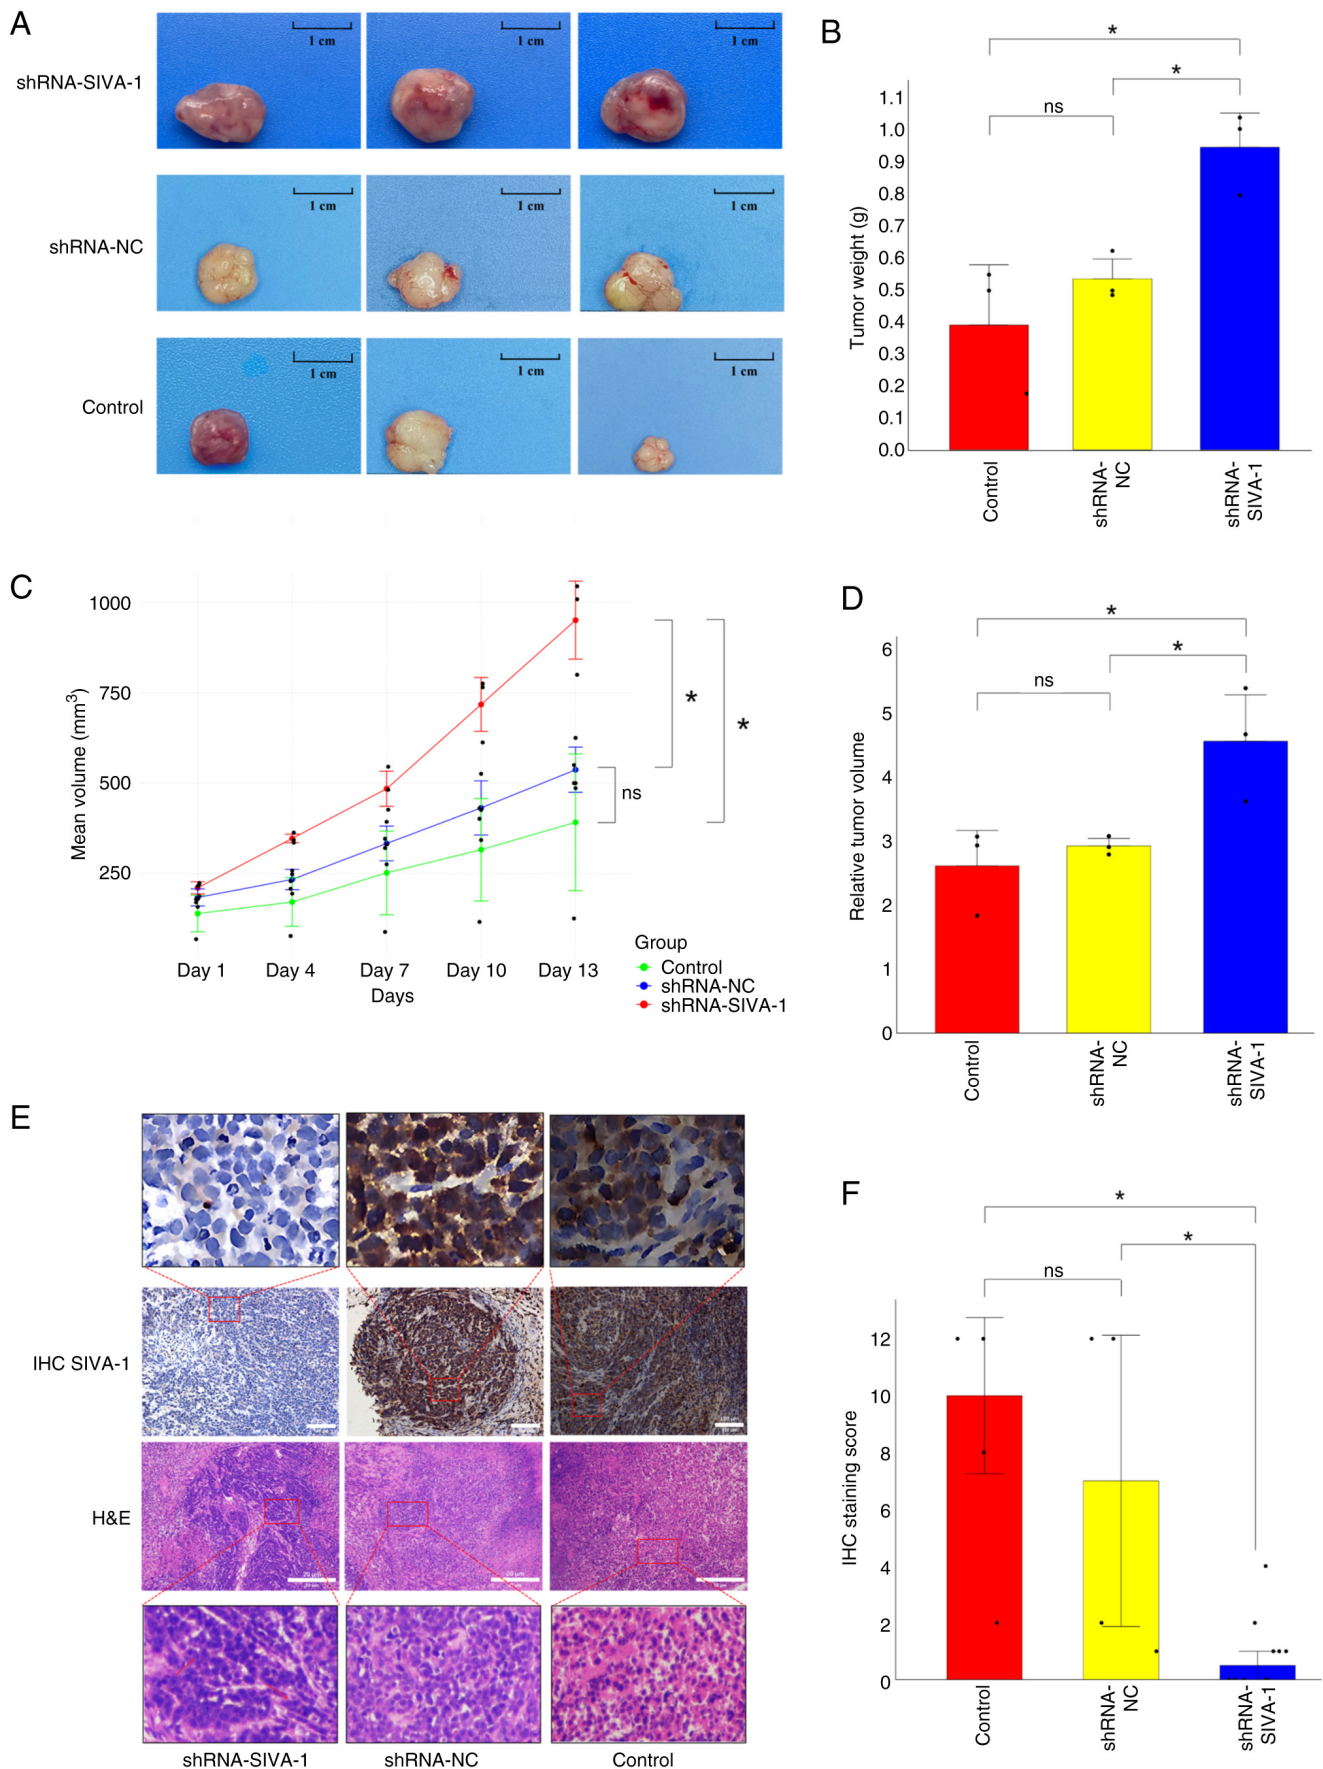 A
shRNA-SIVA-1
1 cm
1 cm
1 cm
shRNA-NC
1 cm
1 cm
1 cm
Control
1 cm
1 cm
1 cm
B
*
*
ns
Tumor weight (g)
1.1
1.0
0.9
0.8
0.7
0.6
0.5
0.4
0.3
0.2
0.1
0.0
Control
shRNA-
NC
shRNA-
SIVA-1
C
Mean volume (mm3)
1000
750
500
250
*
*
ns
Day 1
Day 4
Day 7
Day 10
Day 13
Days
Group
Control
shRNA-NC
shRNA-SIVA-1
D
*
*
ns
Relative tumor volume
6
5
4
3
2
1
0
Control
shRNA-
NC
shRNA-
SIVA-1
E
IHC SIVA-1
H&E
20 µm
20 µm
shRNA-SIVA-1
shRNA-NC
Control
F
*
*
ns
IHC staining score
12
10
8
6
4
2
0
Control
shRNA-
NC
shRNA-
SIVA-1